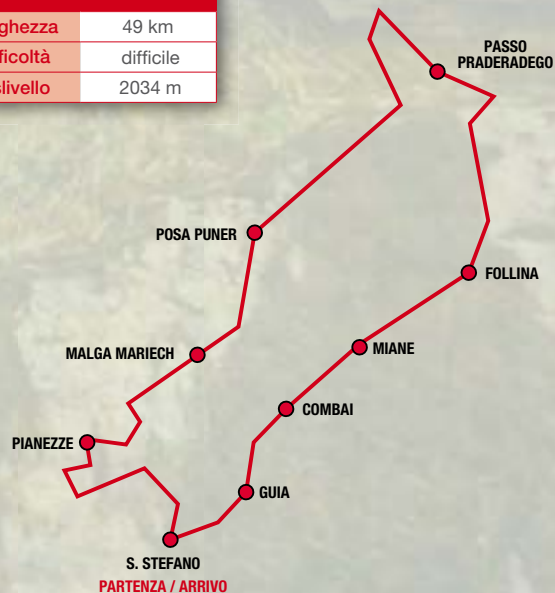 ghezza 49 km
ficoltà difficile
slivello 2034 m
PASSO
PRADERADEGO
POSA PUNER
FOLLINA
MALGA MARIECH
MIANE
COMBAI
PIANEZZE
GUIA
S. STEFANO
PARTENZA / ARRIVO